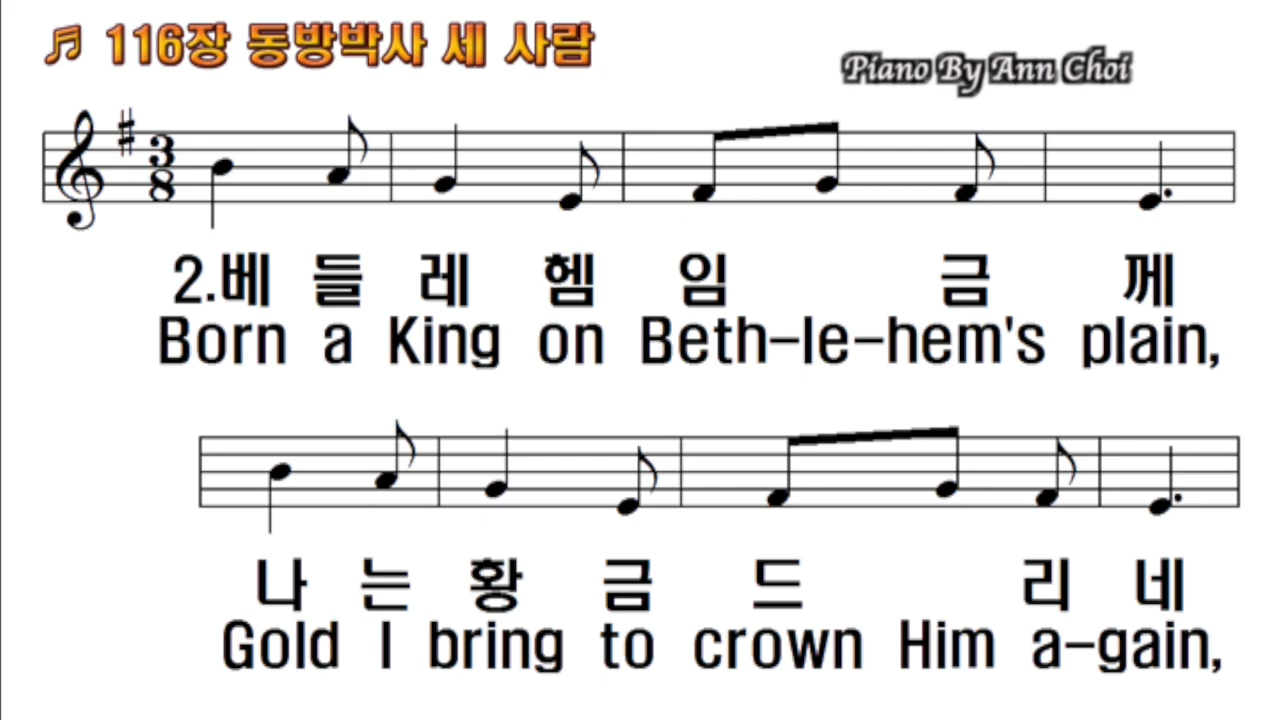 116장 동방박사 세 사람
Piano By Ann Choi
3
8
2.베 들 레 헴 임 금 께
Born a King on Beth-le-hem's plain,
나 는 황 금 드 리 네
Gold I bring to crown Him a-gain,